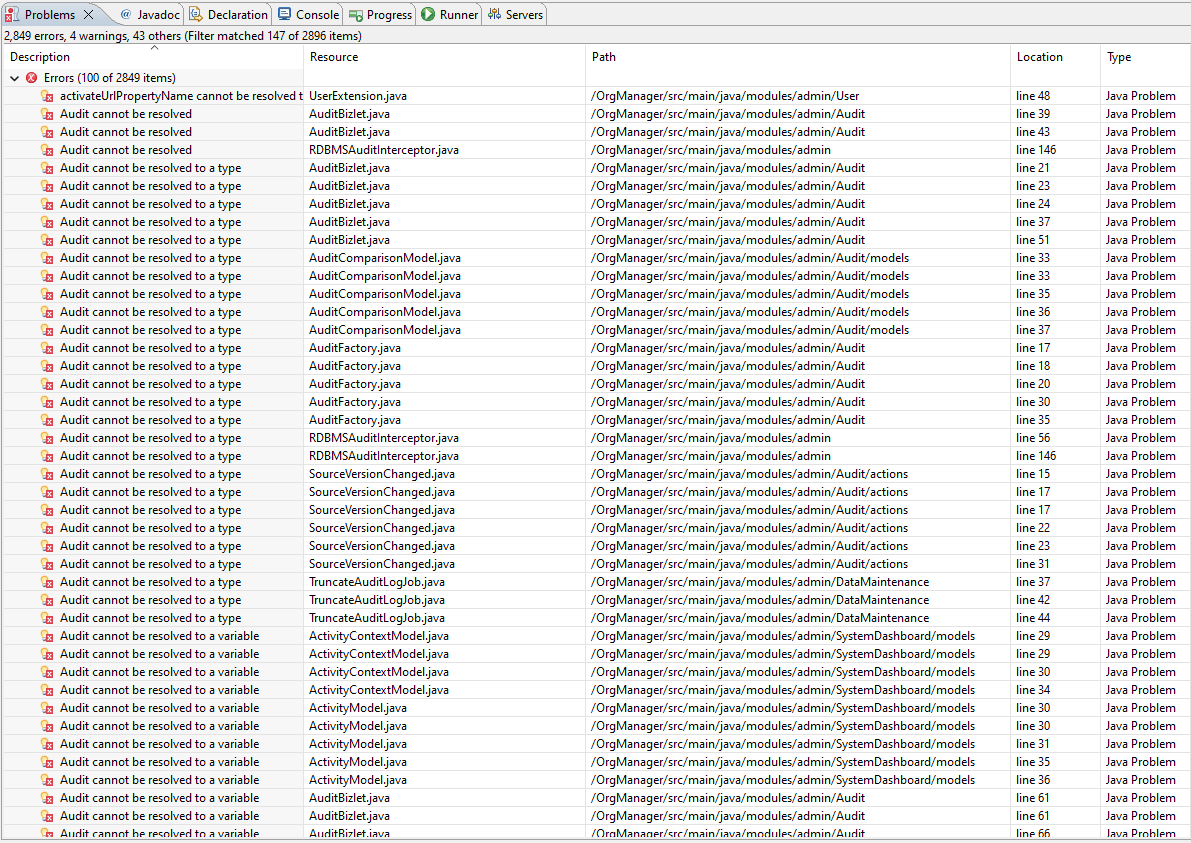 Problems Javadoc Declaration Console Progress Runner Servers
2,849 errors, 4 warnings, 43 others (Filter matched 147 of 2896 items)
Description Resource Path Location Type
Errors (100 of 2849 items)
activateUrlPropertyName cannot be resolved t UserExtension.java /OrgManager/src/main/java/modules/admin/User line 48 Java Problem
Audit cannot be resolved AuditBizlet.java /OrgManager/src/main/java/modules/admin/Audit line 39 Java Problem
Audit cannot be resolved AuditBizlet.java /OrgManager/src/main/java/modules/admin/Audit line 43 Java Problem
Audit cannot be resolved RDBMSAuditInterceptor.java /OrgManager/src/main/java/modules/admin line 146 Java Problem
Audit cannot be resolved to a type AuditBizlet.java /OrgManager/src/main/java/modules/admin/Audit line 21 Java Problem
Audit cannot be resolved to a type AuditBizlet.java /OrgManager/src/main/java/modules/admin/Audit line 23 Java Problem
Audit cannot be resolved to a type AuditBizlet.java /OrgManager/src/main/java/modules/admin/Audit line 24 Java Problem
Audit cannot be resolved to a type AuditBizlet.java /OrgManager/src/main/java/modules/admin/Audit line 37 Java Problem
Audit cannot be resolved to a type AuditBizlet.java /OrgManager/src/main/java/modules/admin/Audit line 51 Java Problem
Audit cannot be resolved to a type AuditComparisonModel.java /OrgManager/src/main/java/modules/admin/Audit/models line 33 Java Problem
Audit cannot be resolved to a type AuditComparisonModel.java /OrgManager/src/main/java/modules/admin/Audit/models line 33 Java Problem
Audit cannot be resolved to a type AuditComparisonModel.java /OrgManager/src/main/java/modules/admin/Audit/models line 35 Java Problem
Audit cannot be resolved to a type AuditComparisonModel.java /OrgManager/src/main/java/modules/admin/Audit/models line 36 Java Problem
Audit cannot be resolved to a type AuditComparisonModel.java /OrgManager/src/main/java/modules/admin/Audit/models line 37 Java Problem
Audit cannot be resolved to a type AuditFactory.java /OrgManager/src/main/java/modules/admin/Audit line 17 Java Problem
Audit cannot be resolved to a type AuditFactory.java /OrgManager/src/main/java/modules/admin/Audit line 18 Java Problem
Audit cannot be resolved to a type AuditFactory.java /OrgManager/src/main/java/modules/admin/Audit line 20 Java Problem
Audit cannot be resolved to a type AuditFactory.java /OrgManager/src/main/java/modules/admin/Audit line 30 Java Problem
Audit cannot be resolved to a type AuditFactory.java /OrgManager/src/main/java/modules/admin/Audit line 35 Java Problem
Audit cannot be resolved to a type RDBMSAuditInterceptor.java /OrgManager/src/main/java/modules/admin line 56 Java Problem
Audit cannot be resolved to a type RDBMSAuditInterceptor.java /OrgManager/src/main/java/modules/admin line 146 Java Problem
Audit cannot be resolved to a type SourceVersionChanged.java /OrgManager/src/main/java/modules/admin/Audit/actions line 15 Java Problem
Audit cannot be resolved to a type SourceVersionChanged.java /OrgManager/src/main/java/modules/admin/Audit/actions line 17 Java Problem
Audit cannot be resolved to a type SourceVersionChanged.java /OrgManager/src/main/java/modules/admin/Audit/actions line 17 Java Problem
Audit cannot be resolved to a type SourceVersionChanged.java /OrgManager/src/main/java/modules/admin/Audit/actions line 22 Java Problem
Audit cannot be resolved to a type SourceVersionChanged.java /OrgManager/src/main/java/modules/admin/Audit/actions line 23 Java Problem
Audit cannot be resolved to a type SourceVersionChanged.java /OrgManager/src/main/java/modules/admin/Audit/actions line 31 Java Problem
Audit cannot be resolved to a type TruncateAuditLogJob.java /OrgManager/src/main/java/modules/admin/DataMaintenance line 37 Java Problem
Audit cannot be resolved to a type TruncateAuditLogJob.java /OrgManager/src/main/java/modules/admin/DataMaintenance line 42 Java Problem
Audit cannot be resolved to a type TruncateAuditLogJob.java /OrgManager/src/main/java/modules/admin/DataMaintenance line 44 Java Problem
Audit cannot be resolved to a variable ActivityContextModel.java /OrgManager/src/main/java/modules/admin/SystemDashboard/models line 29 Java Problem
Audit cannot be resolved to a variable ActivityContextModel.java /OrgManager/src/main/java/modules/admin/SystemDashboard/models line 29 Java Problem
Audit cannot be resolved to a variable ActivityContextModel.java /OrgManager/src/main/java/modules/admin/SystemDashboard/models line 30 Java Problem
Audit cannot be resolved to a variable ActivityContextModel.java /OrgManager/src/main/java/modules/admin/SystemDashboard/models line 34 Java Problem
Audit cannot be resolved to a variable ActivityModel.java /OrgManager/src/main/java/modules/admin/SystemDashboard/models line 30 Java Problem
Audit cannot be resolved to a variable ActivityModel.java /OrgManager/src/main/java/modules/admin/SystemDashboard/models line 30 Java Problem
Audit cannot be resolved to a variable ActivityModel.java /OrgManager/src/main/java/modules/admin/SystemDashboard/models line 31 Java Problem
Audit cannot be resolved to a variable ActivityModel.java /OrgManager/src/main/java/modules/admin/SystemDashboard/models line 35 Java Problem
Audit cannot be resolved to a variable ActivityModel.java /OrgManager/src/main/java/modules/admin/SystemDashboard/models line 36 Java Problem
Audit cannot be resolved to a variable AuditBizlet.java /OrgManager/src/main/java/modules/admin/Audit line 61 Java Problem
Audit cannot be resolved to a variable AuditBizlet.java /OrgManager/src/main/java/modules/admin/Audit line 61 Java Problem
Audit cannot be resolved to a variable AuditBizlet.java /OrgManager/src/main/java/modules/admin/Audit line 66 Java Problem